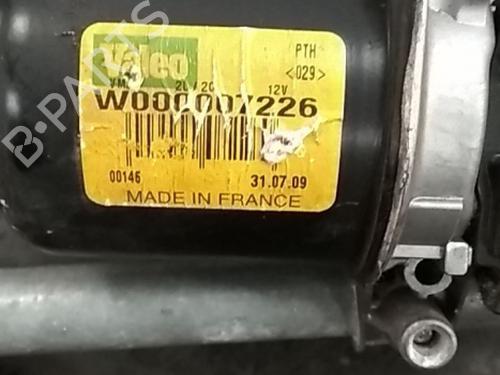 Valeo
PTH
<029>
12V
W000007226
00146
31.07.09
MADE IN FRANCE
B-PARTS